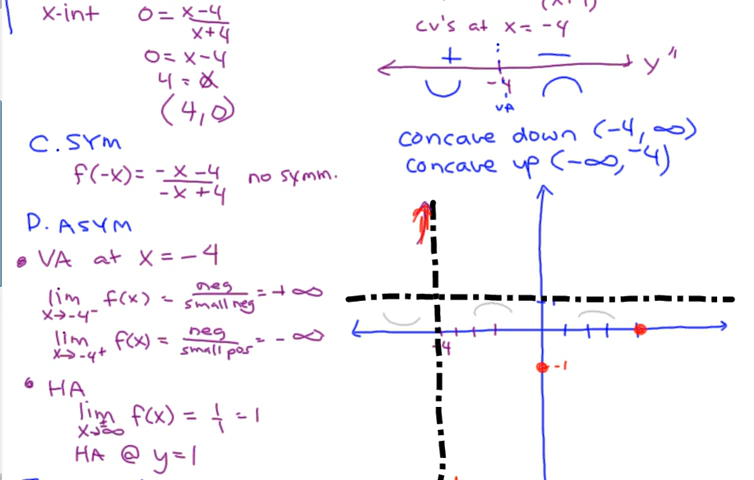 x-int 0 = x-4
x+4
0 = x-4
4 = x
(4,0)
C. SYM
f(-x) = -x-4 no symm.
-x+4
D. ASYM
VA at x = -4
lim f(x) = neg = +∞
x→-4⁻ small neg
lim f(x) = neg = -∞
x→-4⁺ small pos
HA
lim f(x) = 1/1 = 1
x→±∞
HA @ y=1
cv's at x = -4
+ — y"
-4
VA
concave down (-4,∞)
concave up (-∞,-4)
-4
-1